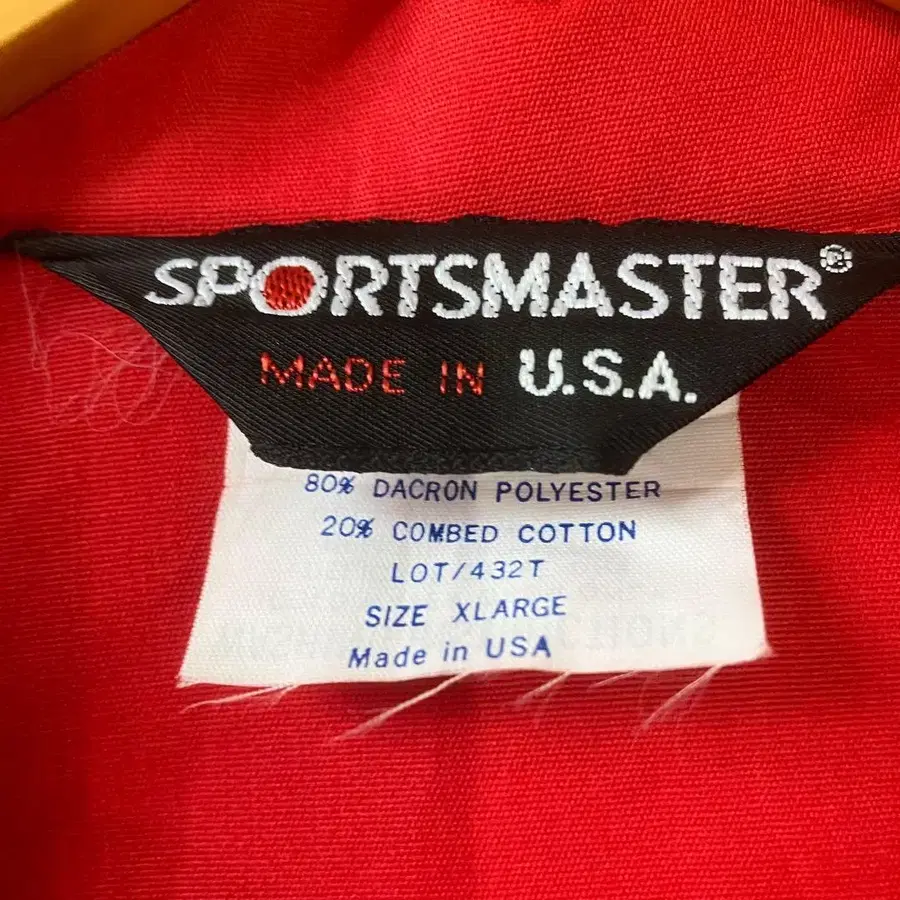 SPORTSMASTER®
MADE IN U.S.A.
80% DACRON POLYESTER
20% COMBED COTTON
LOT/432T
SIZE XLARGE
Made in USA